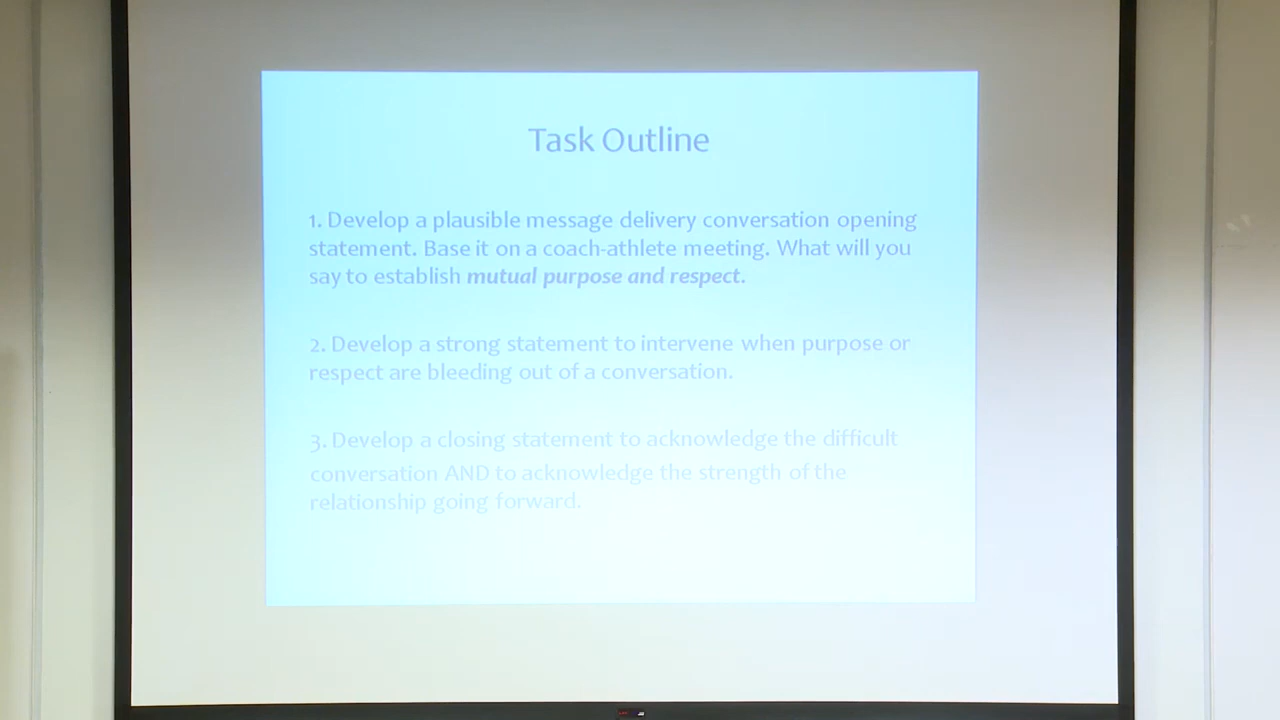 Task Outline
1. Develop a plausible message delivery conversation opening
statement. Base it on a coach-athlete meeting. What will you
say to establish mutual purpose and respect.
2. Develop a strong statement to intervene when purpose or
respect are bleeding out of a conversation.
3. Develop a closing statement to acknowledge the difficult
conversation AND to acknowledge the strength of the
relationship going forward.